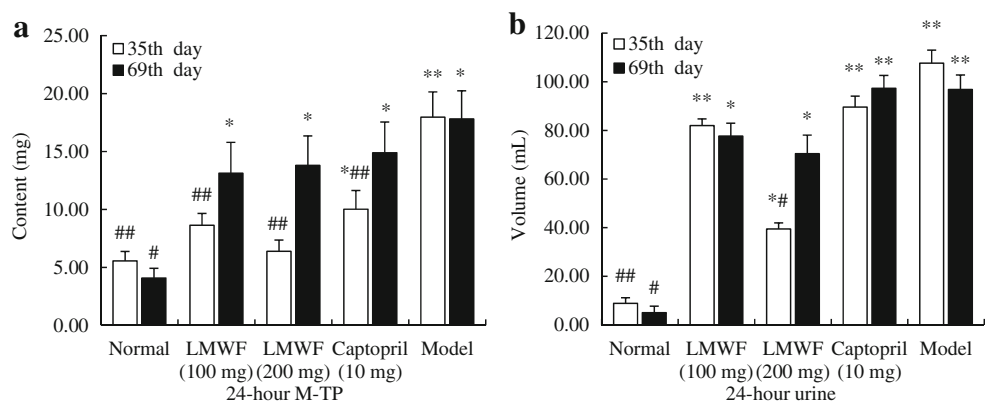 a
25.00
20.00
15.00
10.00
5.00
0.00
Content (mg)
35th day
69th day
##
#
##
*
##
*
*##
*
**
*
Normal
LMWF
(100 mg)
LMWF
(200 mg)
Captopril
(10 mg)
Model
24-hour M-TP
b
120.00
100.00
80.00
60.00
40.00
20.00
0.00
Volume (mL)
35th day
69th day
##
#
**
*
*#
*
**
**
**
**
Normal
LMWF
(100 mg)
LMWF
(200 mg)
Captopril
(10 mg)
Model
24-hour urine